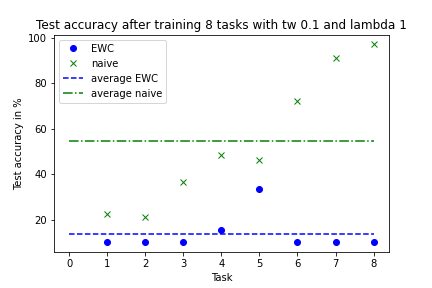 Test accuracy after training 8 tasks with tw 0.1 and lambda 1
100
80
60
40
20
Test accuracy in %
EWC
naive
average EWC
average naive
0 1 2 3 4 5 6 7 8
Task